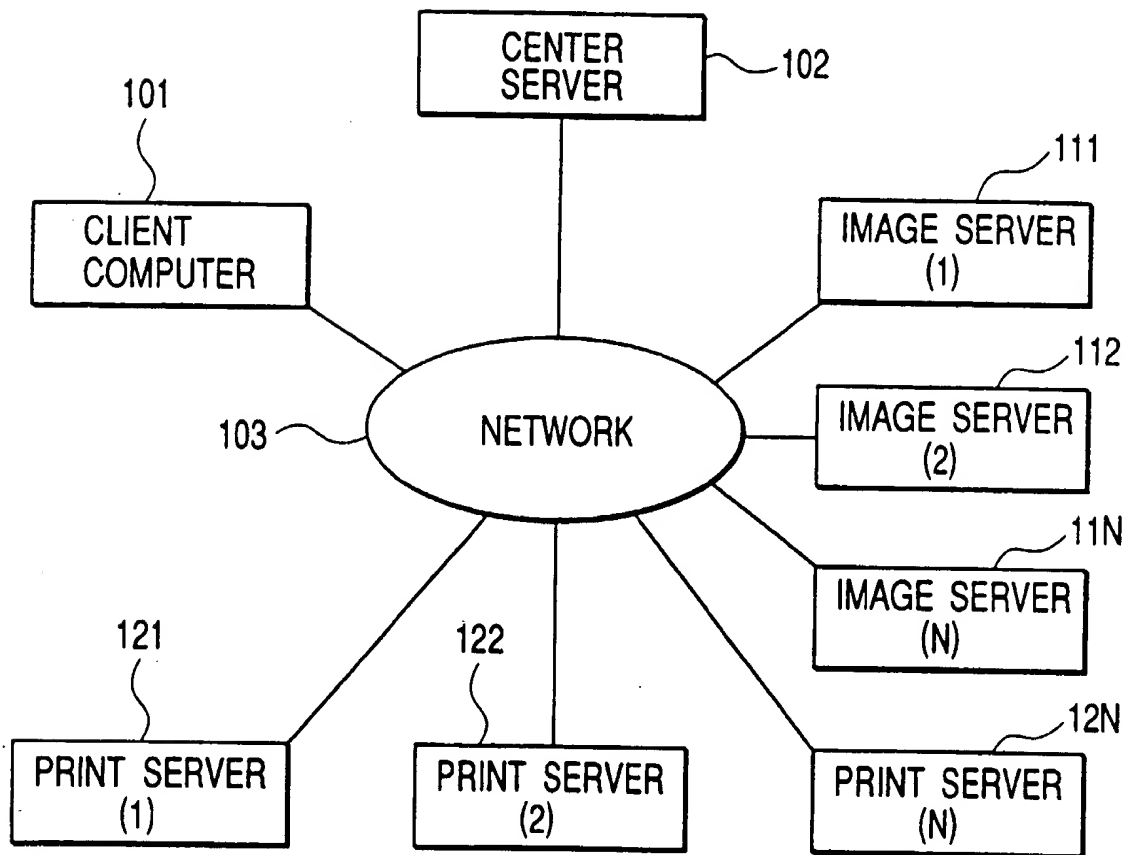 CENTER
SERVER
102
101
CLIENT
COMPUTER
111
IMAGE SERVER
(1)
112
IMAGE SERVER
(2)
103
NETWORK
11N
IMAGE SERVER
(N)
121
PRINT SERVER
(1)
122
PRINT SERVER
(2)
12N
PRINT SERVER
(N)